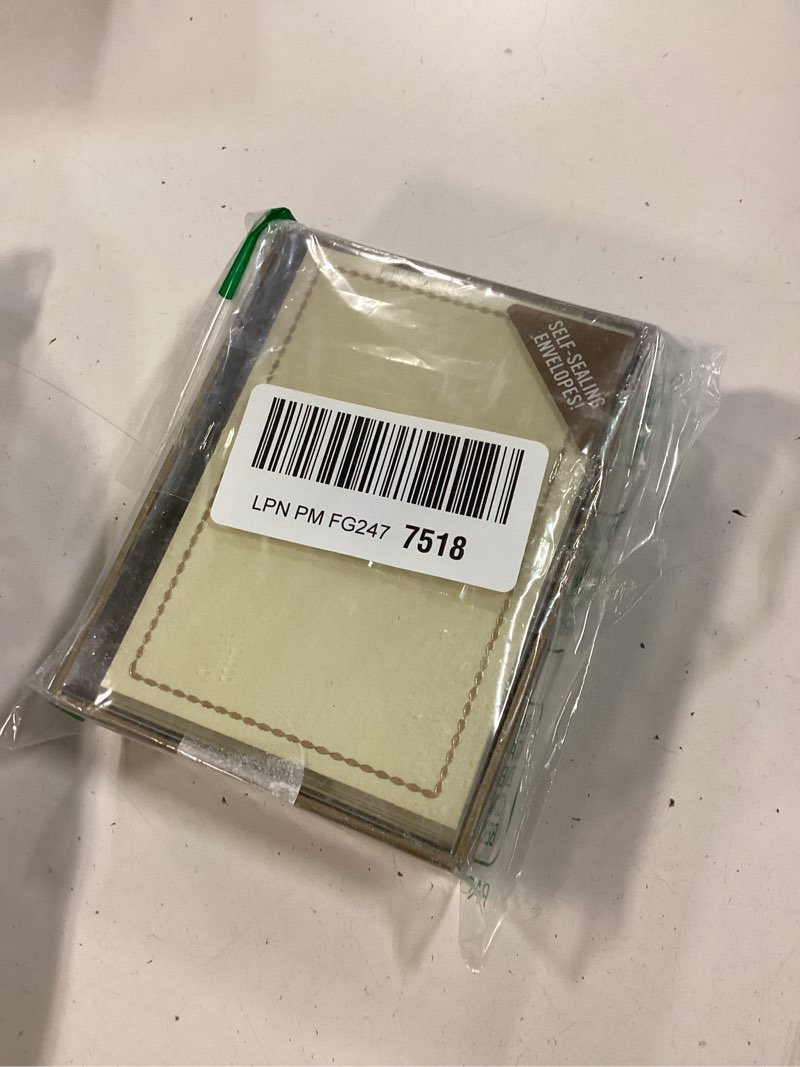 SELF-SEALING
ENVELOPES!
LPN PM FG247 7518